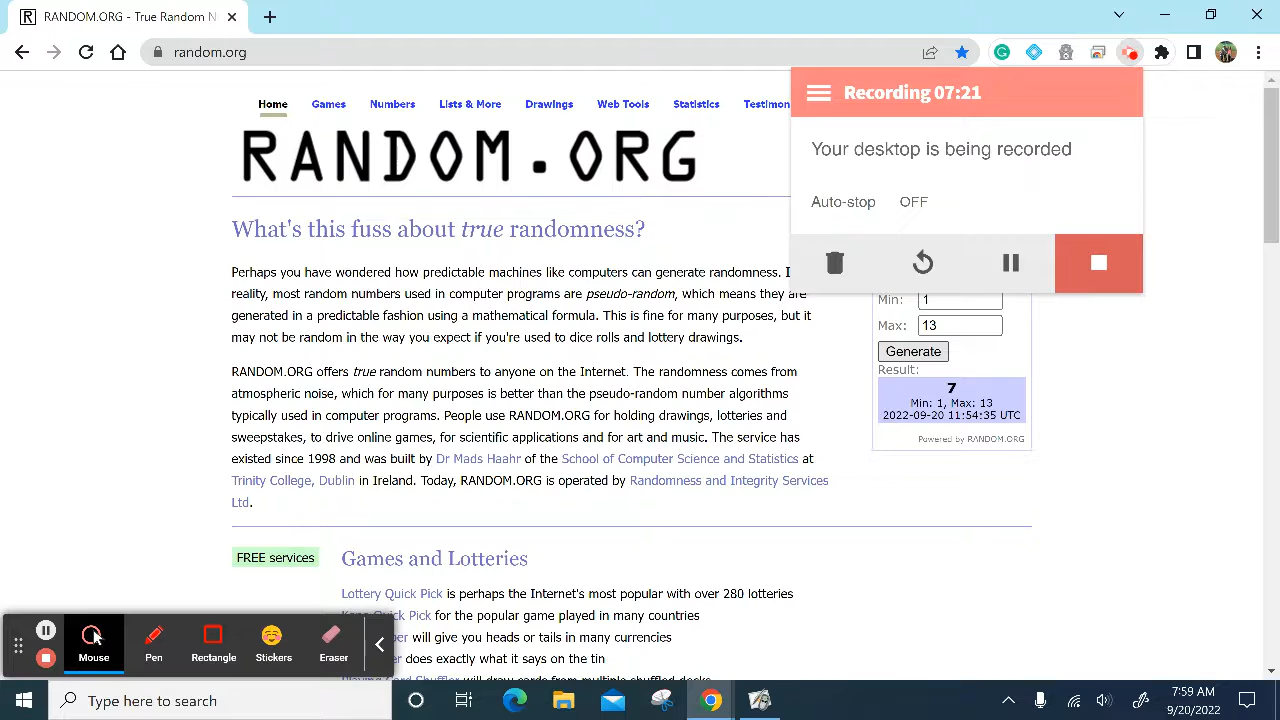 RANDOM.ORG - True Random N
random.org
Home Games Numbers Lists & More Drawings Web Tools Statistics Testimon
Recording 07:21
Your desktop is being recorded
Auto-stop OFF
RANDOM.ORG
What's this fuss about true randomness?
Perhaps you have wondered how predictable machines like computers can generate randomness. I
reality, most random numbers used in computer programs are pseudo-random, which means they are
generated in a predictable fashion using a mathematical formula. This is fine for many purposes, but it
may not be random in the way you expect if you're used to dice rolls and lottery drawings.
RANDOM.ORG offers true random numbers to anyone on the Internet. The randomness comes from
atmospheric noise, which for many purposes is better than the pseudo-random number algorithms
typically used in computer programs. People use RANDOM.ORG for holding drawings, lotteries and
sweepstakes, to drive online games, for scientific applications and for art and music. The service has
existed since 1998 and was built by Dr Mads Haahr of the School of Computer Science and Statistics at
Trinity College, Dublin in Ireland. Today, RANDOM.ORG is operated by Randomness and Integrity Services
Ltd.
Min: 1
Max: 13
Generate
Result:
7
Min: 1, Max: 13
2022-09-20 11:54:35 UTC
Powered by RANDOM.ORG
FREE services
Games and Lotteries
Lottery Quick Pick is perhaps the Internet's most popular with over 280 lotteries
Quick Pick for the popular game played in many countries
will give you heads or tails in many currencies
does exactly what it says on the tin
Playing Card Shuffler will draw cards from multiple shuffled decks
Mouse Pen Rectangle Stickers Eraser
Type here to search
7:59 AM
9/20/2022